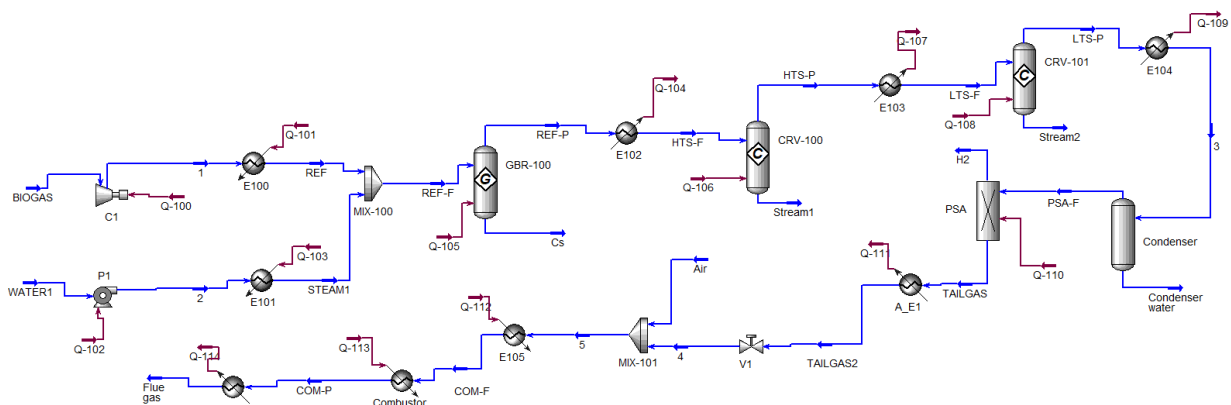 Q-109
LTS-P
E104
Q-107
CRV-101
HTS-P
E103
LTS-F
Q-104
Q-108
Stream2
3
REF-P
E102
HTS-F
CRV-100
Q-101
H2
GBR-100
1
E100
REF
BIOGAS
C1
Q-100
MIX-100
REF-F
Q-106
Stream1
PSA
PSA-F
Condenser
Q-103
Q-105
Cs
Q-111
Q-110
Air
WATER1
P1
2
E101
STEAM1
A_E1
TAILGAS
Condenser
water
Q-102
Q-112
Q-113
E105
5
MIX-101
4
V1
TAILGAS2
Q-114
Flue
gas
COM-P
Combustor
COM-F